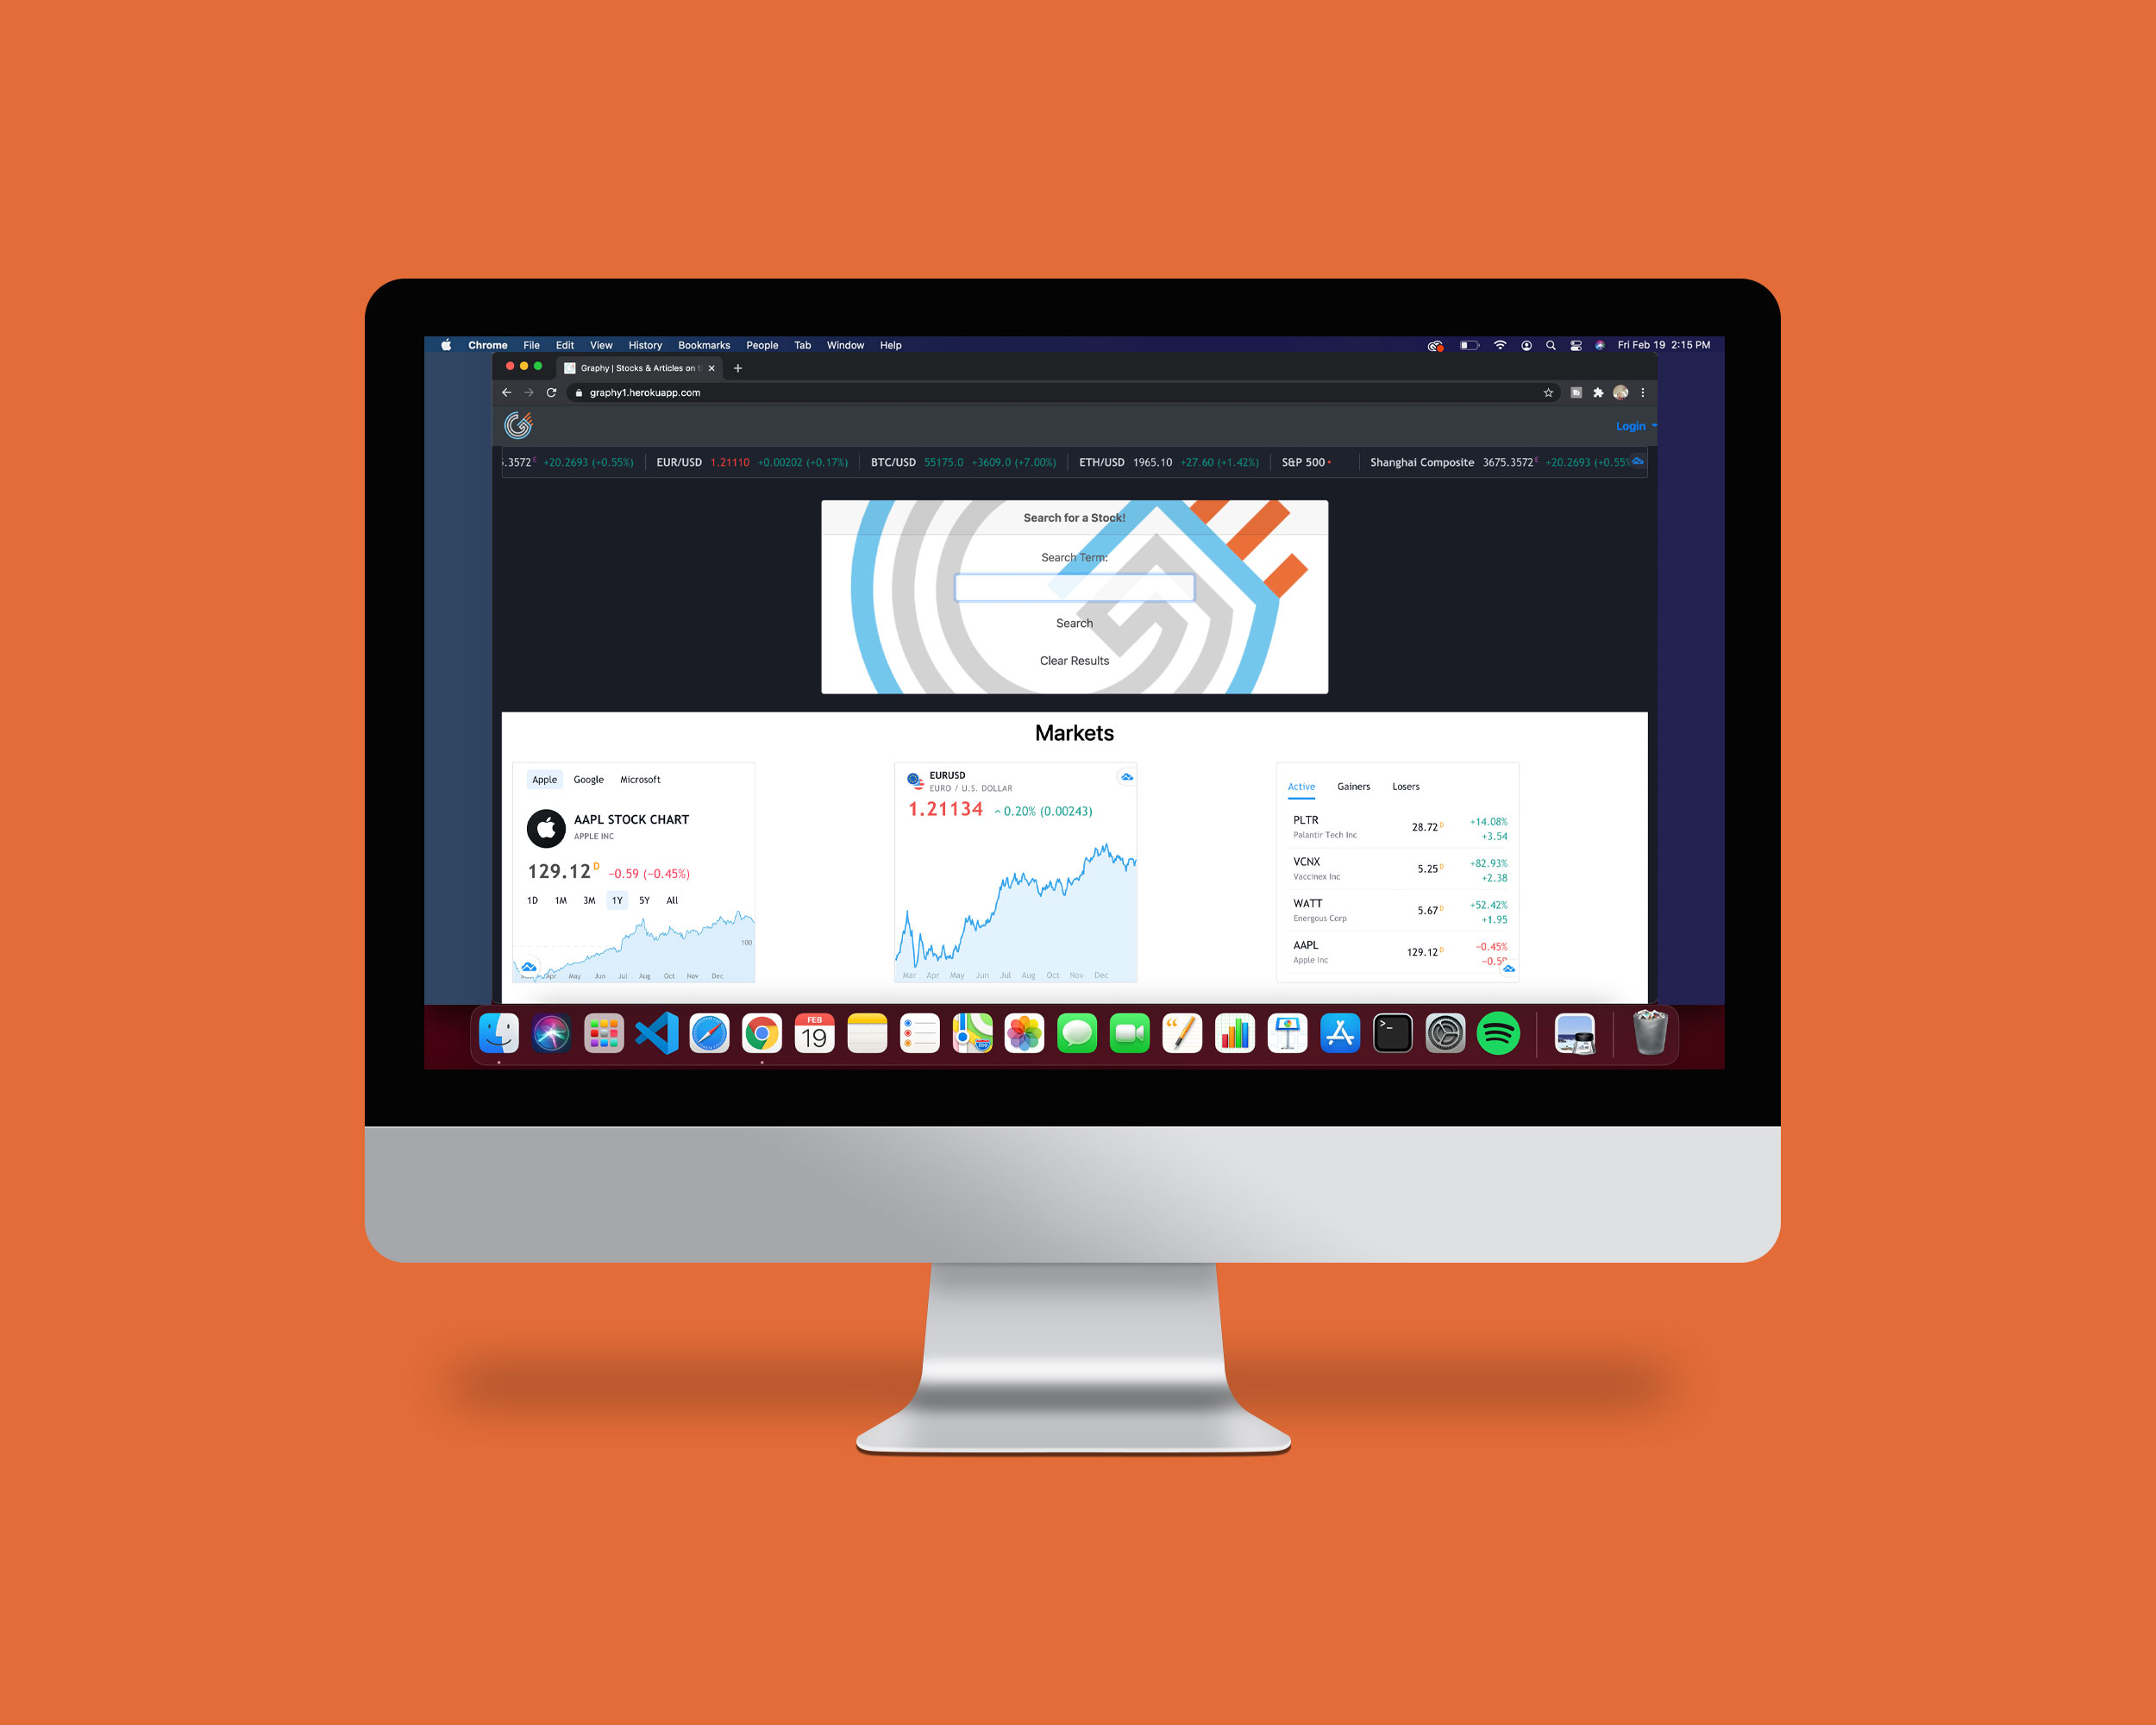 Chrome File Edit View History Bookmarks People Tab Window Help Fri Feb 19 2:15 PM
Graphy | Stocks & Articles on
graphy1.herokuapp.com
Login
.3572 E +20.2693 (+0.55%) EUR/USD 1.21110 +0.00202 (+0.17%) BTC/USD 55175.0 +3609.0 (+7.00%) ETH/USD 1965.10 +27.60 (+1.42%) S&P 500 Shanghai Composite 3675.3572 E +20.2693 (+0.55%
Search for a Stock!
Search Term:
Search
Clear Results
Markets
Apple Google Microsoft
AAPL STOCK CHART
APPLE INC
129.12 D −0.59 (−0.45%)
1D 1M 3M 1Y 5Y All
100
Apr May Jun Jul Aug Oct Nov Dec
EURUSD
EURO / U.S. DOLLAR
1.21134 0.20% (0.00243)
Mar Apr May Jun Jul Aug Oct Nov Dec
Active Gainers Losers
PLTR 28.72 D +14.08%
Palantir Tech Inc +3.54
VCNX 5.25 D +82.93%
Vaccinex Inc +2.38
WATT 5.67 D +52.42%
Energous Corp +1.95
AAPL 129.12 D −0.45%
Apple Inc −0.59
FEB
19